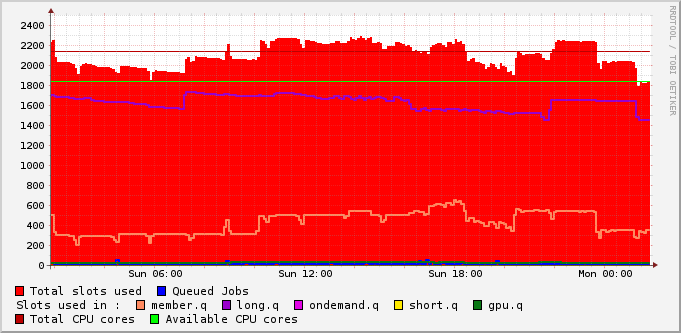 RRDTOOL / TOBI OETIKER
2400
2200
2000
1800
1600
1400
1200
1000
800
600
400
200
0
Sun 06:00 Sun 12:00 Sun 18:00 Mon 00:00
Total slots used Queued Jobs
Slots used in : member.q long.q ondemand.q short.q gpu.q
Total CPU cores Available CPU cores